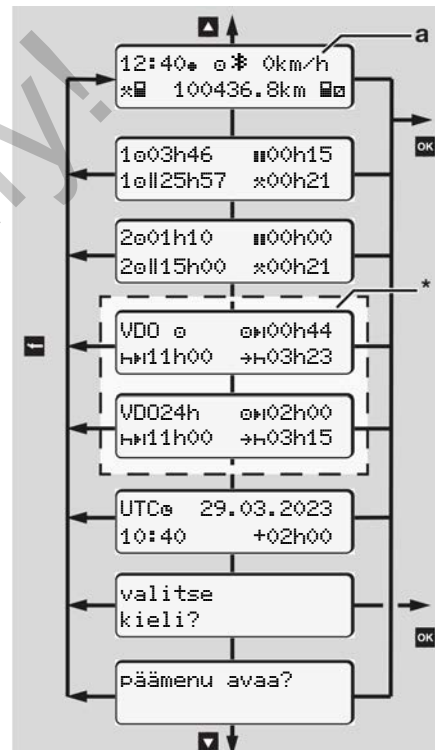 a
12:40 0km/h
100436.8km
OK
1 03h46 00h15
1 25h57 00h21
2 01h10 00h00
2 15h00 00h21
*
VDO 00h44
11h00 03h23
VDO24h 02h00
11h00 03h15
UTC 29.03.2023
10:40 +02h00
valitse
kieli?
OK
päämenu avaa?
ny!